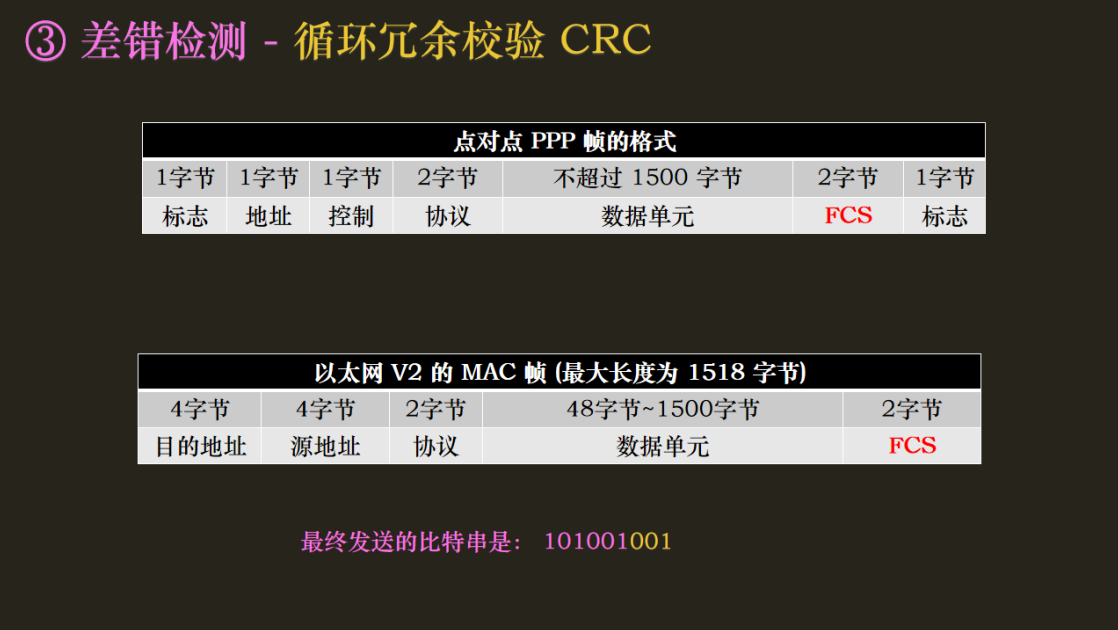 ③ 差错检测 - 循环冗余校验 CRC
点对点 PPP 帧的格式
1字节 1字节 1字节 2字节 不超过 1500 字节 2字节 1字节
标志 地址 控制 协议 数据单元 FCS 标志
以太网 V2 的 MAC 帧 (最大长度为 1518 字节)
4字节 4字节 2字节 48字节~1500字节 2字节
目的地址 源地址 协议 数据单元 FCS
最终发送的比特串是： 101001001